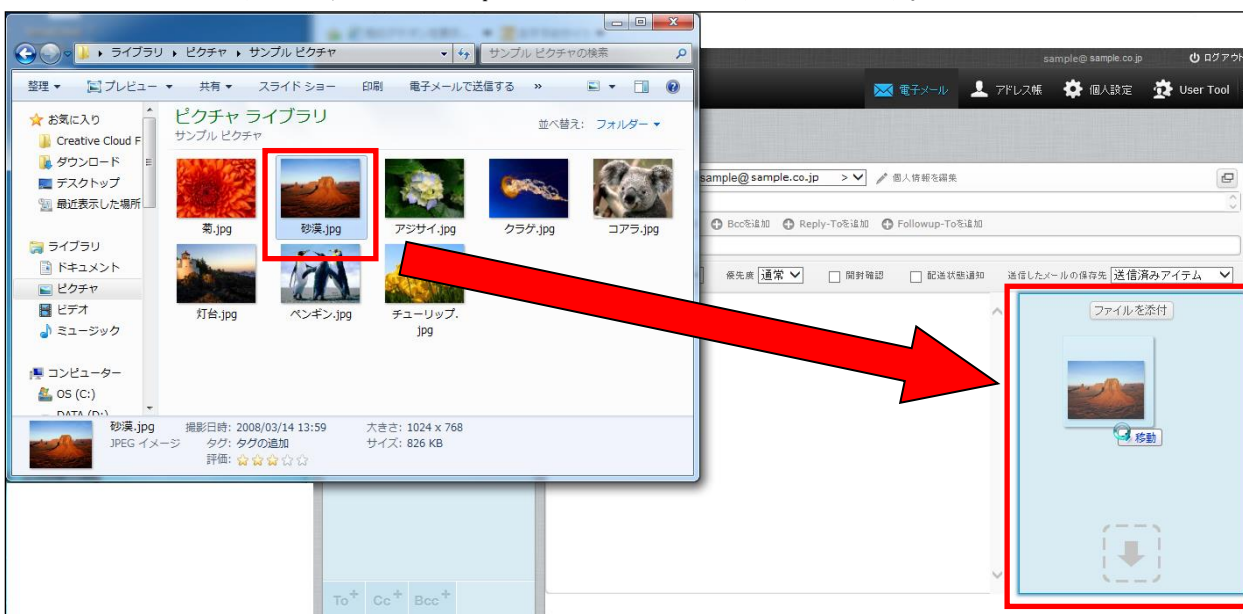 ライブラリ ▸ ピクチャ ▸ サンプル ピクチャ
サンプル ピクチャの検索
整理 プレビュー 共有 スライド ショー 印刷 電子メールで送信する »
お気に入り
Creative Cloud F
ダウンロード
デスクトップ
最近表示した場所
ライブラリ
ドキュメント
ピクチャ
ビデオ
ミュージック
コンピューター
OS (C:)
DATA (D:)
ピクチャ ライブラリ
サンプル ピクチャ
並べ替え: フォルダー
菊.jpg 砂漠.jpg アジサイ.jpg クラゲ.jpg コアラ.jpg
灯台.jpg ペンギン.jpg チューリップ.
jpg
砂漠.jpg 撮影日時: 2008/03/14 13:59 大きさ: 1024 x 768
JPEG イメージ タグ: タグの追加 サイズ: 826 KB
評価:
sample@sample.co.jp ログアウト
電子メール アドレス帳 個人設定 User Tool
sample@sample.co.jp > 個人情報を編集
Bccを追加 Reply-Toを追加 Followup-Toを追加
優先度 通常 開封確認 配送状態通知 送信したメールの保存先 送信済みアイテム
ファイルを添付
移動
To+ Cc+ Bcc+